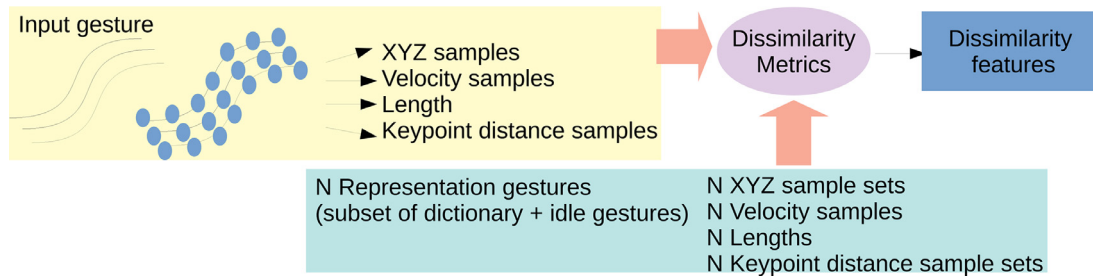 Input gesture
XYZ samples
Velocity samples
Length
Keypoint distance samples
Dissimilarity
Metrics
Dissimilarity
features
N Representation gestures
(subset of dictionary + idle gestures)
N XYZ sample sets
N Velocity samples
N Lengths
N Keypoint distance sample sets